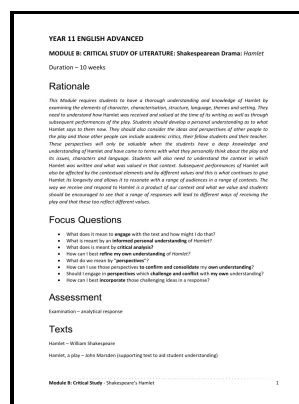 YEAR 11 ENGLISH ADVANCED
MODULE B: CRITICAL STUDY OF LITERATURE: Shakespearean Drama: Hamlet
Duration – 10 weeks
Rationale
This Module requires students to have a thorough understanding and knowledge of Hamlet by
examining the elements of character, characterisation, structure, language, themes and setting. They
need to understand how Hamlet was received and valued at the time of its writing as well as through
subsequent performances of the play. Students should develop a personal understanding as to what
Hamlet says to them now. They should also consider the ideas and perspectives of other people to
the play and those other people can include academic critics, their fellow students and their teacher.
These perspectives will only be valuable when the students have a deep knowledge and
understanding of Hamlet and have come to terms with what they personally think about the play and
its issues, characters and language. Students will also need to understand the context in which
Hamlet was written and what was valued in that context. Subsequent performances of Hamlet will
also be affected by the contextual elements and by different values and this is what continues to give
Hamlet its longevity and allows it to resonate with a range of audiences in a range of contexts. The
way we receive and respond to Hamlet is a product of our context and what we value and students
should be encouraged to see that a range of responses will lead to different ways of receiving the
play and that these too reflect different values.
Focus Questions
• What does it mean to engage with the text and how might I do that?
• What is meant by an informed personal understanding of Hamlet?
• What does is meant by critical analysis?
• How can I best refine my own understanding of Hamlet?
• What do we mean by "perspectives"?
• How can I use those perspectives to confirm and consolidate my own understanding?
• Should I engage in perspectives which challenge and conflict with my own understanding?
• How can I best incorporate those challenging ideas in a response?
Assessment
Examination – analytical response
Texts
Hamlet – William Shakespeare
Hamlet, a play – John Marsden (supporting text to aid student understanding)
Module B: Critical Study - Shakespeare's Hamlet 1